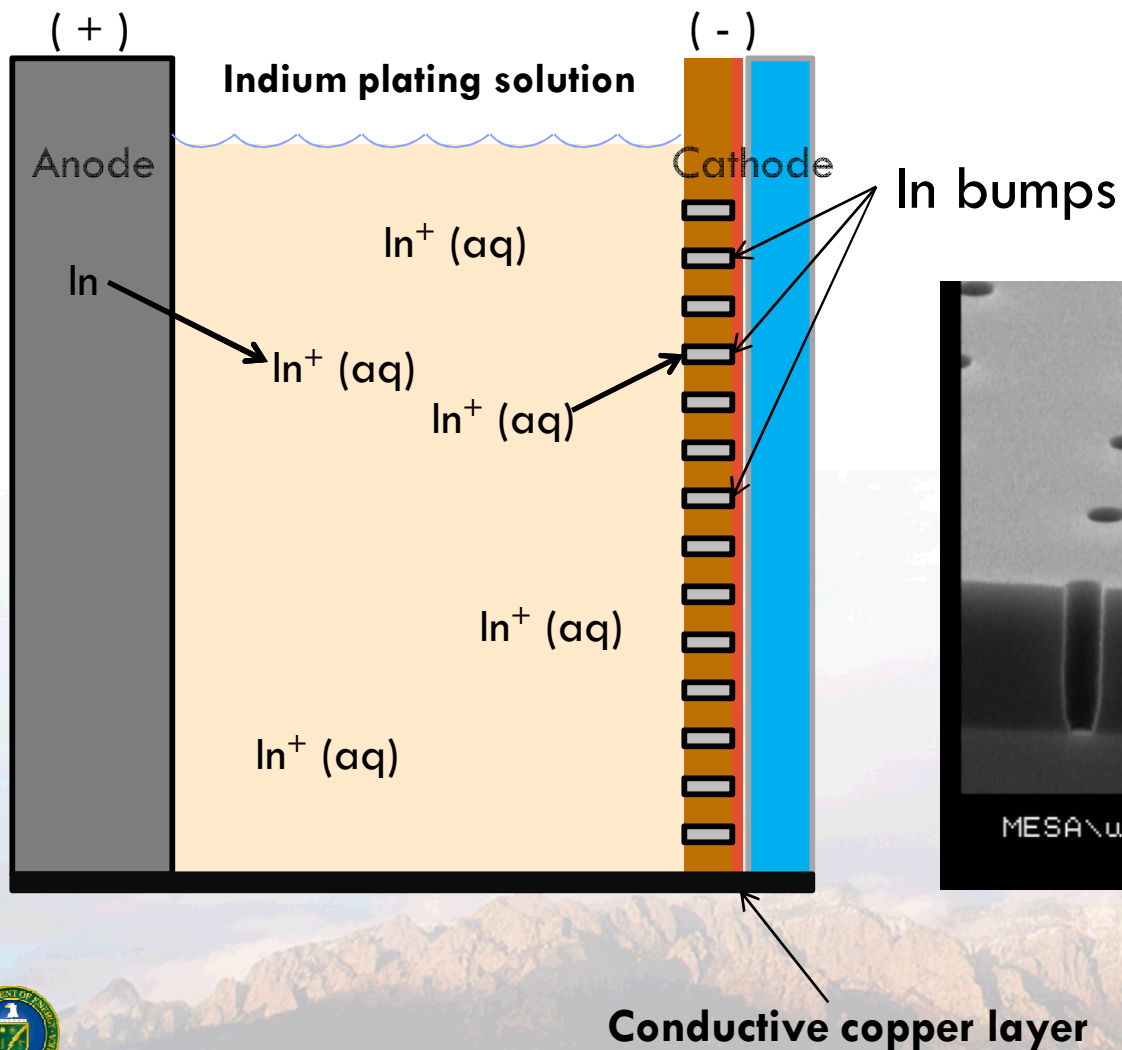 ( + )
( - )
Indium plating solution
Anode
Cathode
In bumps
In⁺ (aq)
In
In⁺ (aq)
In⁺ (aq)
In⁺ (aq)
In⁺ (aq)
MESA\
Conductive copper layer